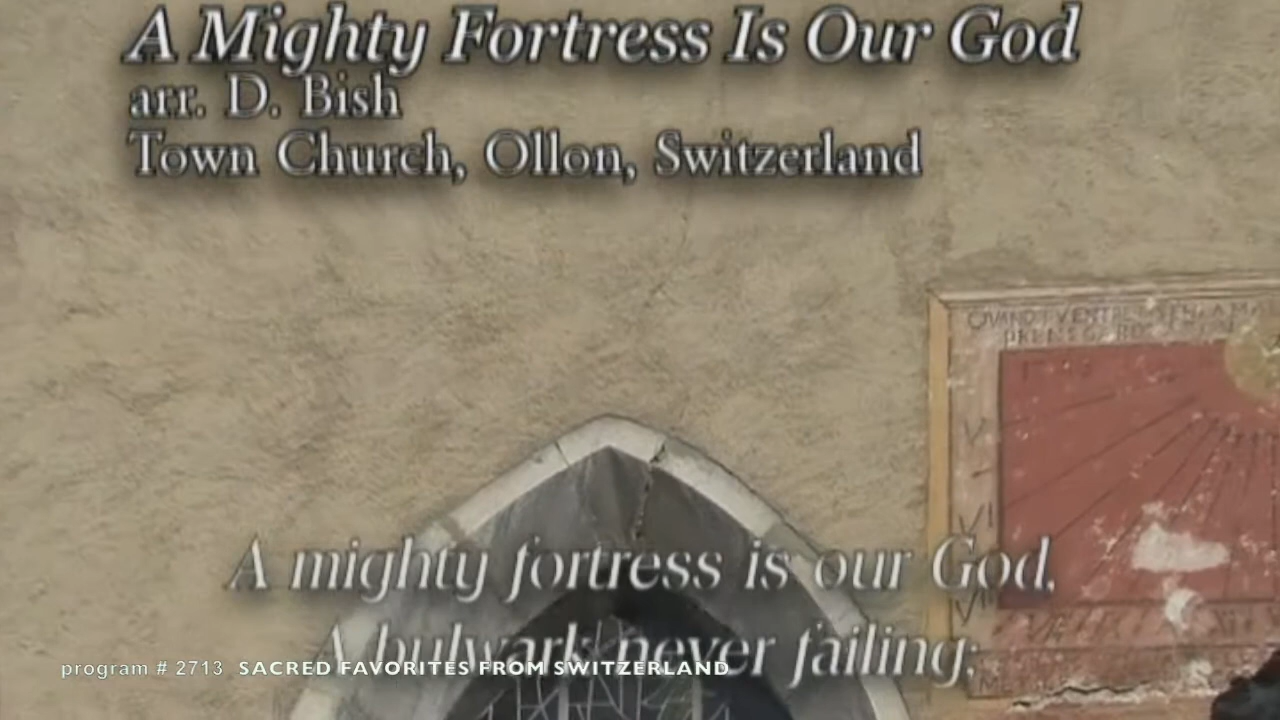 A Mighty Fortress Is Our God
arr. D. Bish
Town Church, Ollon, Switzerland
A mighty fortress is our God,
A bulwark never failing;
program # 2713 SACRED FAVORITES FROM SWITZERLAND